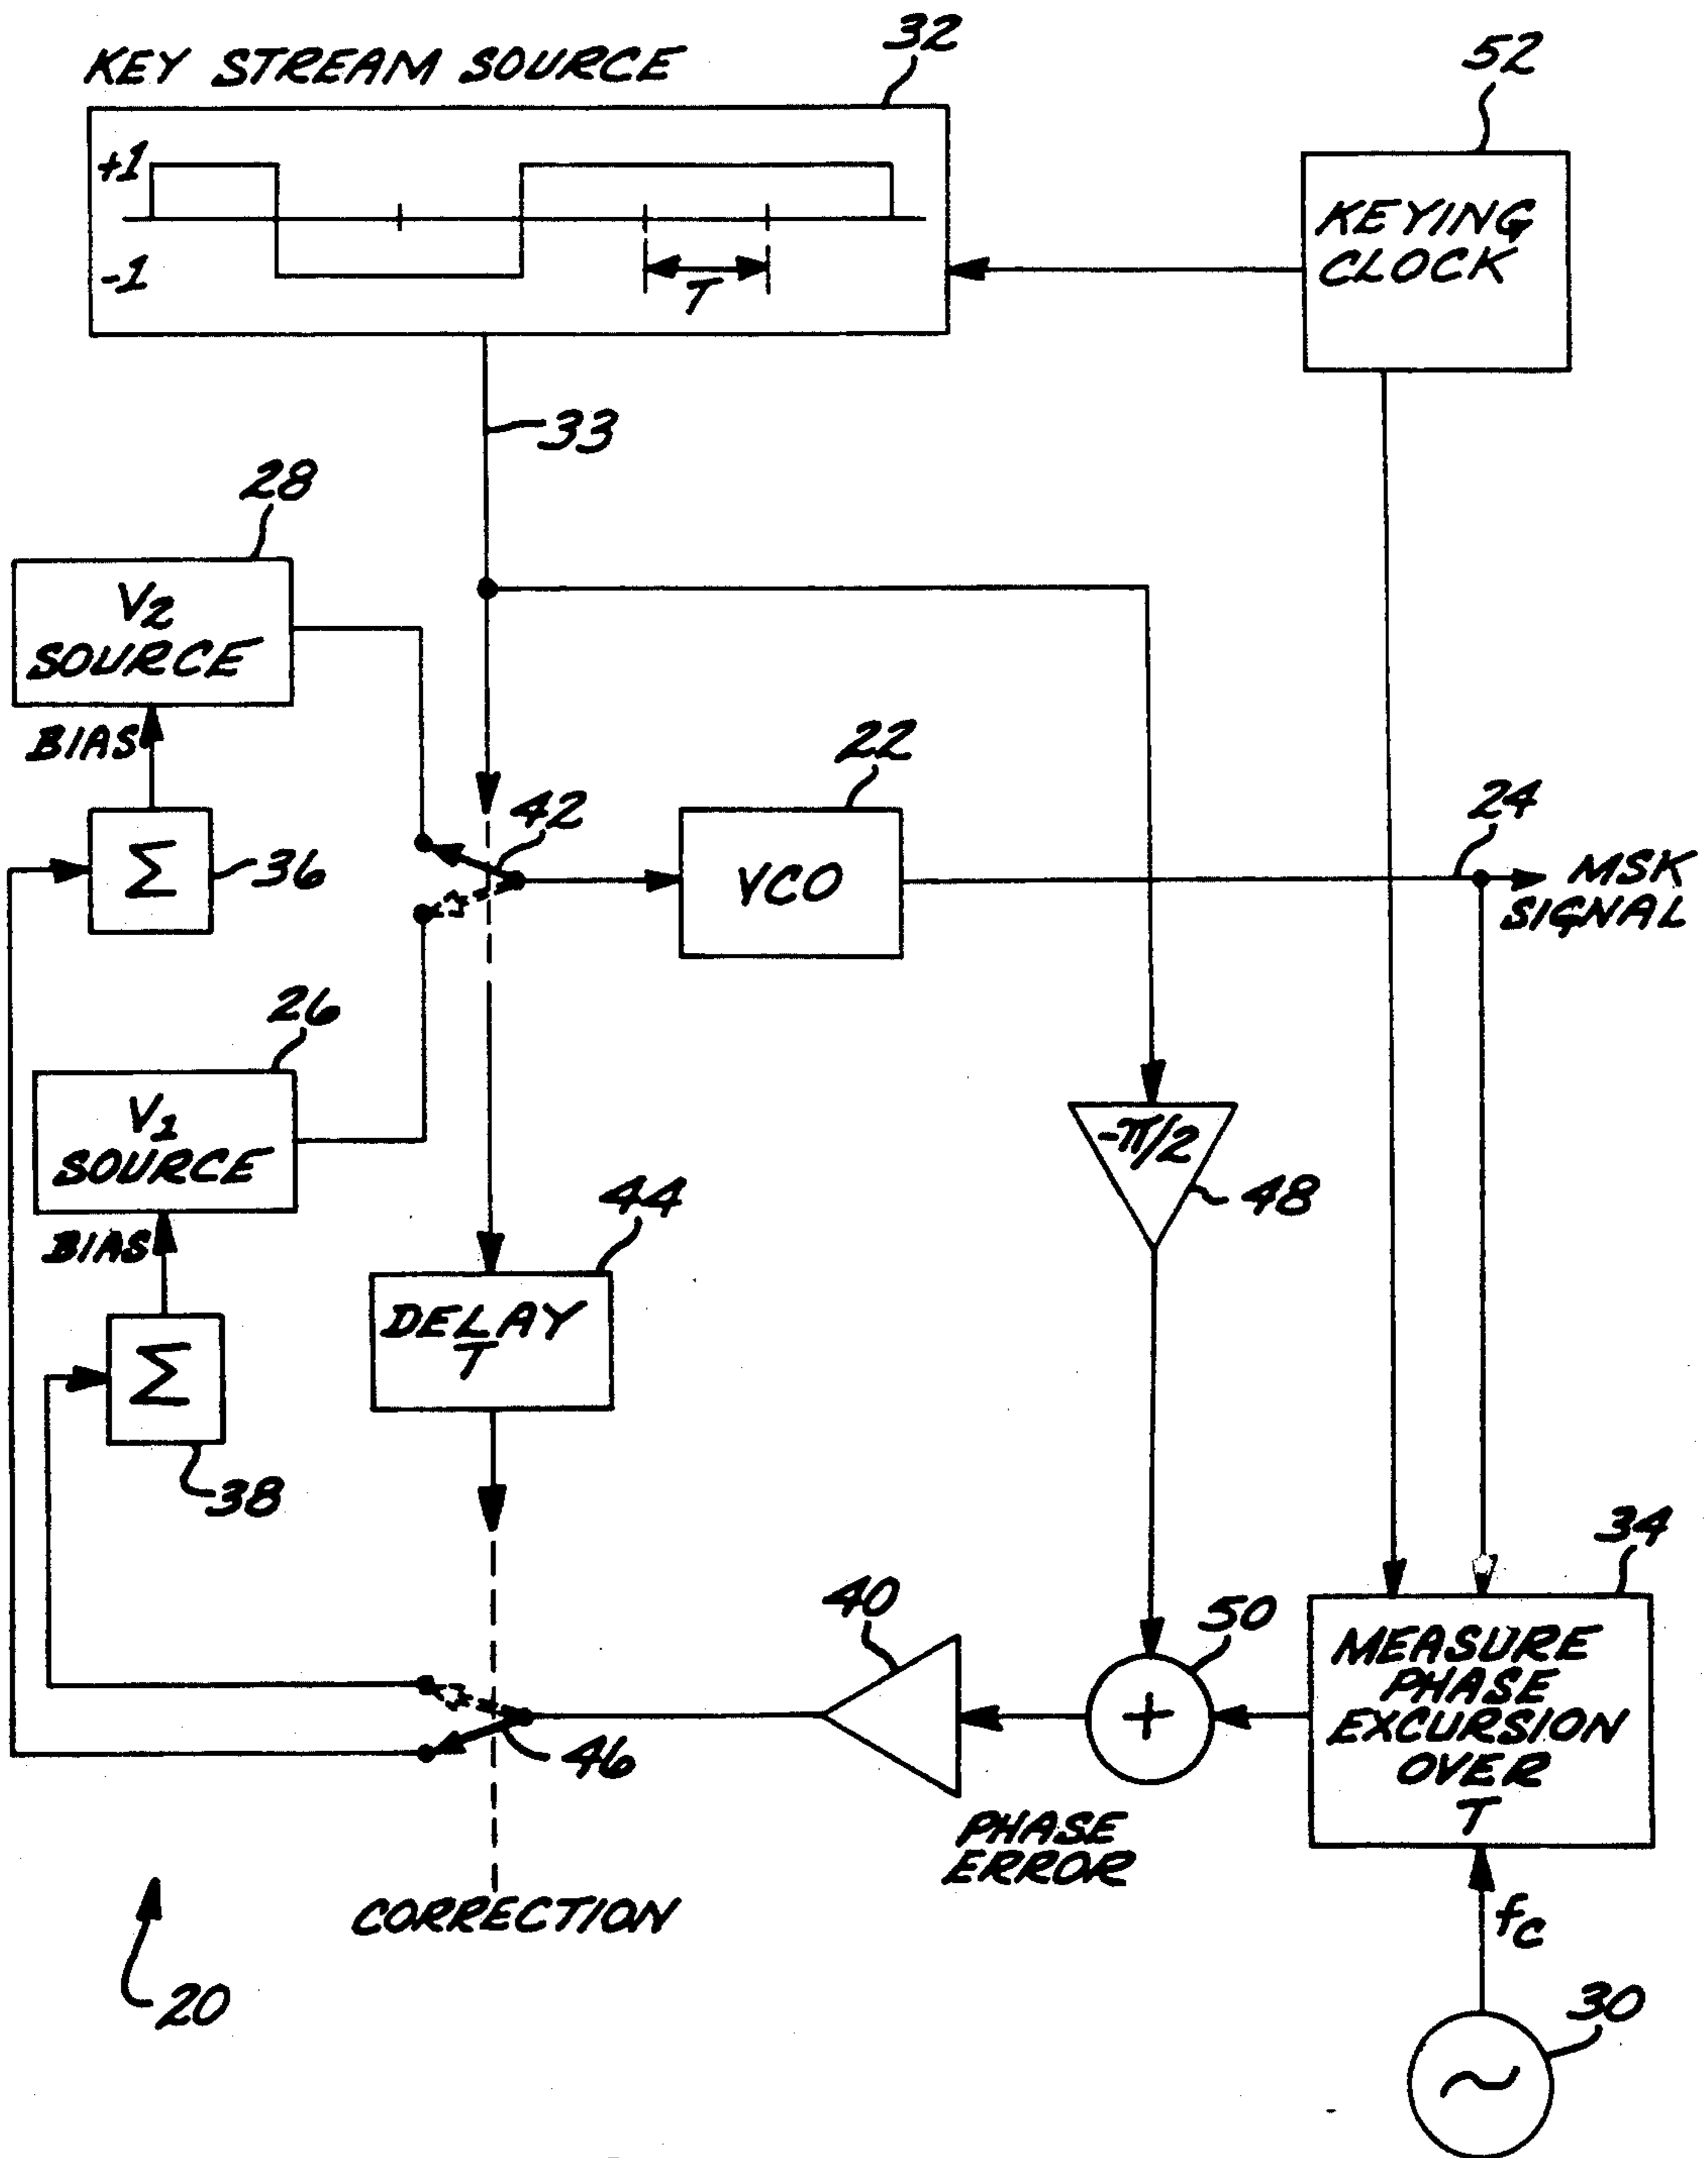 32
KEY STREAM SOURCE
52
+1
-1
T
KEYING
CLOCK
33
28
V2
SOURCE
BIAS
22
42
24
Σ
36
VCO
MSK
SIGNAL
26
V1
SOURCE
-π/2
48
44
BIAS
DELAY
T
Σ
38
34
40
50
MEASURE
PHASE
EXCURSION
OVER
T
+
46
PHASE
ERROR
CORRECTION
fc
20
30